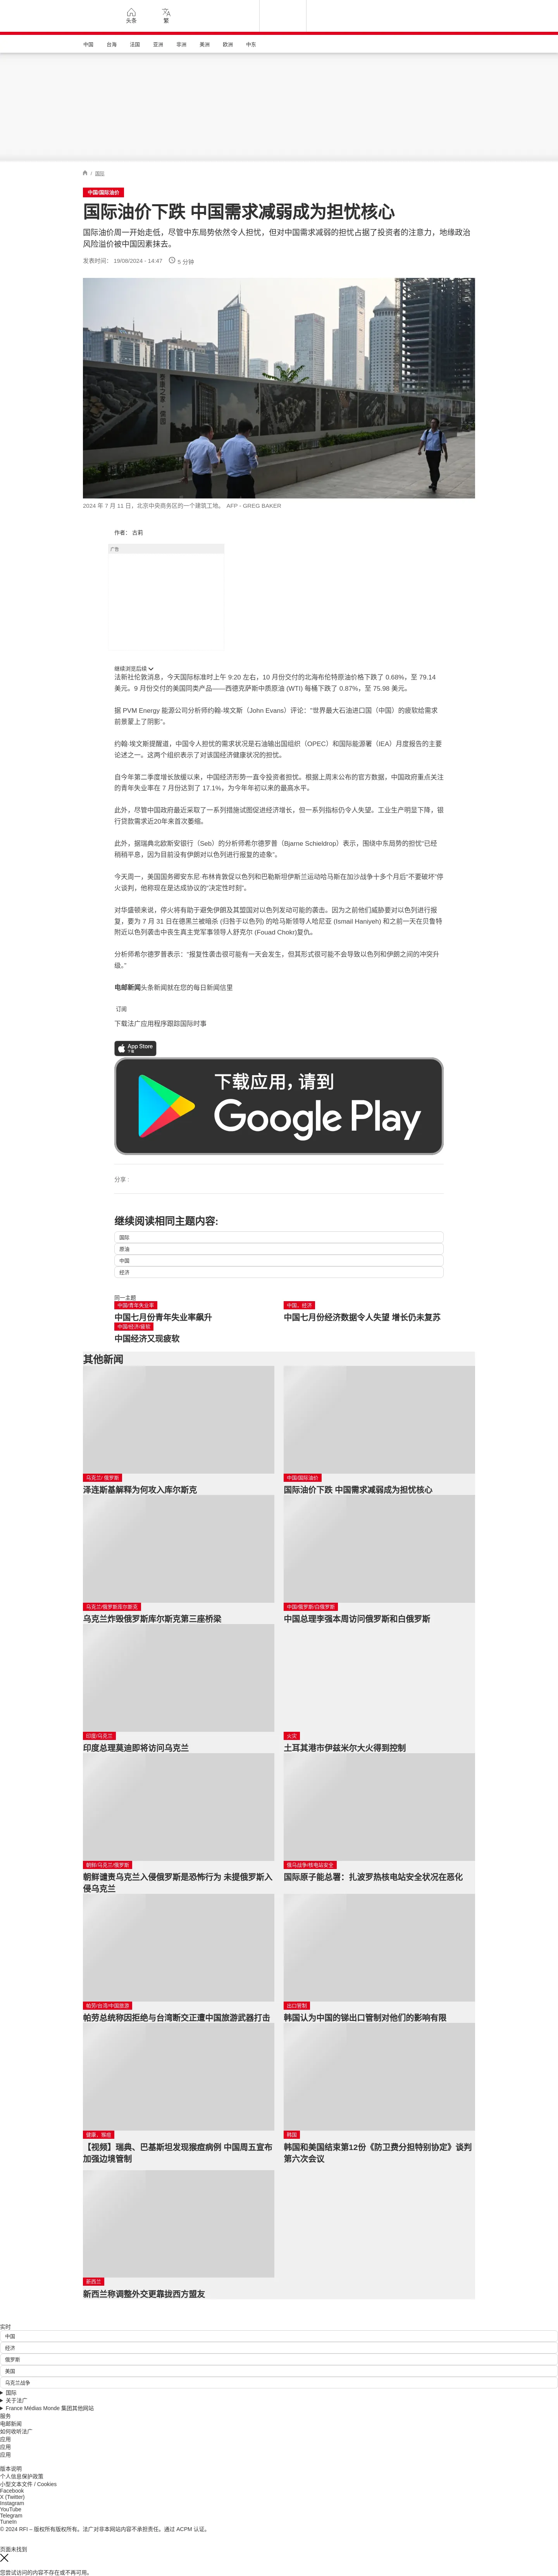 头条
繁
中国 台海 法国 亚洲 非洲 美洲 欧洲 中东
/ 国际
中国/国际油价
国际油价下跌 中国需求减弱成为担忧核心
国际油价周一开始走低，尽管中东局势依然令人担忧，但对中国需求减弱的担忧占据了投资者的注意力，地缘政治
风险溢价被中国因素抹去。
发表时间： 19/08/2024 - 14:47 5 分钟
2024 年 7 月 11 日，北京中央商务区的一个建筑工地。 AFP - GREG BAKER
作者： 古莉
广告
继续浏览后续
法新社伦敦消息，今天国际标准时上午 9:20 左右，10 月份交付的北海布伦特原油价格下跌了 0.68%，至 79.14
美元。9 月份交付的美国同类产品——西德克萨斯中质原油 (WTI) 每桶下跌了 0.87%，至 75.98 美元。
据 PVM Energy 能源公司分析师约翰·埃文斯（John Evans）评论："世界最大石油进口国（中国）的疲软给需求
前景蒙上了阴影"。
约翰·埃文斯提醒道，中国令人担忧的需求状况是石油输出国组织（OPEC）和国际能源署（IEA）月度报告的主要
论述之一。这两个组织表示了对该国经济健康状况的担忧。
自今年第二季度增长放缓以来，中国经济形势一直令投资者担忧。根据上周末公布的官方数据，中国政府重点关注
的青年失业率在 7 月份达到了 17.1%，为今年年初以来的最高水平。
此外，尽管中国政府最近采取了一系列措施试图促进经济增长，但一系列指标仍令人失望。工业生产明显下降，银
行贷款需求近20年来首次萎缩。
此外，据瑞典北欧斯安银行（Seb）的分析师希尔德罗普（Bjarne Schieldrop）表示，围绕中东局势的担忧"已经
稍稍平息，因为目前没有伊朗对以色列进行报复的迹象"。
今天周一，美国国务卿安东尼·布林肯敦促以色列和巴勒斯坦伊斯兰运动哈马斯在加沙战争十多个月后"不要破坏"停
火谈判，他称现在是达成协议的"决定性时刻"。
对华盛顿来说，停火将有助于避免伊朗及其盟国对以色列发动可能的袭击。因为之前他们威胁要对以色列进行报
复，要为 7 月 31 日在德黑兰被暗杀 (归咎于以色列) 的哈马斯领导人哈尼亚 (Ismail Haniyeh) 和之前一天在贝鲁特
附近以色列袭击中丧生真主党军事领导人舒克尔 (Fouad Chokr)复仇。
分析师希尔德罗普表示："报复性袭击很可能有一天会发生，但其形式很可能不会导致以色列和伊朗之间的冲突升
级。"
电邮新闻头条新闻就在您的每日新闻信里
订阅
下载法广应用程序跟踪国际时事
App Store
下载
下载应用，请到
Google Play
分享 :
继续阅读相同主题内容:
国际
原油
中国
经济
同一主题
中国/青年失业率
中国七月份青年失业率飙升
中国，经济
中国七月份经济数据令人失望 增长仍未复苏
中国/经济/疲软
中国经济又现疲软
其他新闻
乌克兰/ 俄罗斯
泽连斯基解释为何攻入库尔斯克
中国/国际油价
国际油价下跌 中国需求减弱成为担忧核心
乌克兰/俄罗斯库尔斯克
乌克兰炸毁俄罗斯库尔斯克第三座桥梁
中国/俄罗斯/白俄罗斯
中国总理李强本周访问俄罗斯和白俄罗斯
印度/乌克兰
印度总理莫迪即将访问乌克兰
火灾
土耳其港市伊兹米尔大火得到控制
朝鲜/乌克兰/俄罗斯
朝鲜谴责乌克兰入侵俄罗斯是恐怖行为 未提俄罗斯入
侵乌克兰
俄乌战争/核电站安全
国际原子能总署：扎波罗热核电站安全状况在恶化
帕劳/台湾/中国旅游
帕劳总统称因拒绝与台湾断交正遭中国旅游武器打击
出口管制
韩国认为中国的锑出口管制对他们的影响有限
健康，猴痘
【视频】瑞典、巴基斯坦发现猴痘病例 中国周五宣布
加强边境管制
韩国
韩国和美国结束第12份《防卫费分担特别协定》谈判
第六次会议
新西兰
新西兰称调整外交更靠拢西方盟友
实时
中国
经济
俄罗斯
美国
乌克兰战争
国际
关于法广
France Médias Monde 集团其他网站
服务
电邮新闻
如何收听法广
应用
应用
应用
版本说明
个人信息保护政策
小型文本文件 / Cookies
Facebook
X (Twitter)
Instagram
YouTube
Telegram
TuneIn
© 2024 RFI – 版权所有版权所有。法广对非本网站内容不承担责任。通过 ACPM 认证。
页面未找到
您尝试访问的内容不存在或不再可用。